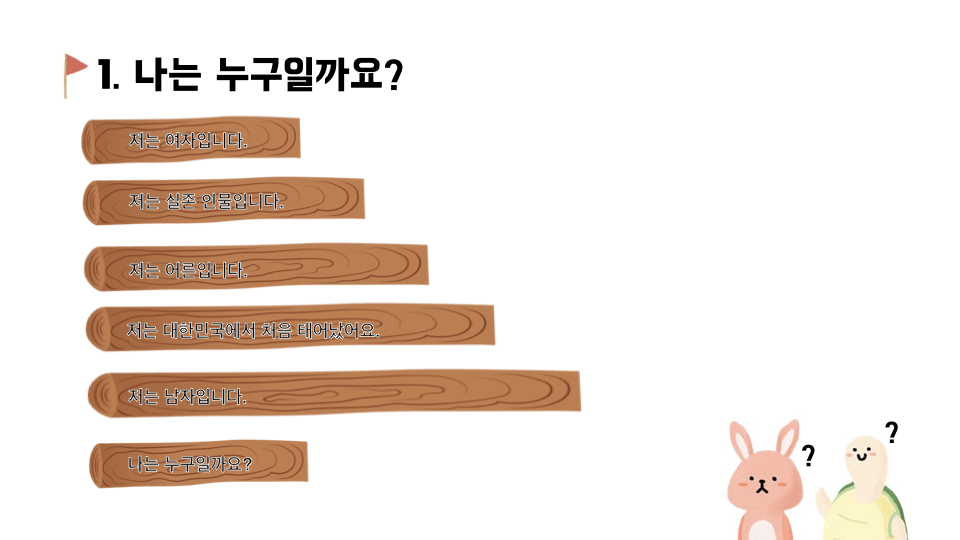 1. 나는 누구일까요?
저는 여자입니다.
저는 실존 인물입니다.
저는 어른입니다.
저는 대한민국에서 처음 태어났어요.
저는 남자입니다.
나는 누구일까요?
?
?